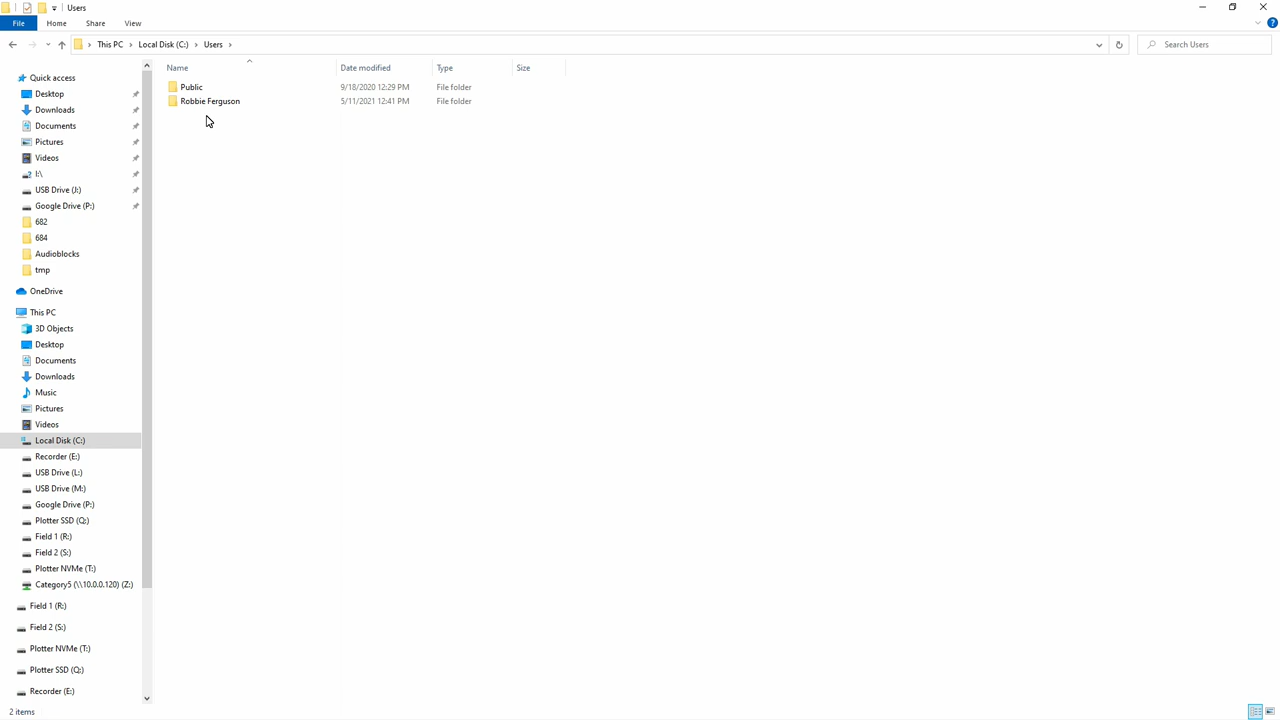 Users
File Home Share View
This PC Local Disk (C:) Users Search Users
Name Date modified Type Size
Public 9/18/2020 12:29 PM File folder
Robbie Ferguson 5/11/2021 12:41 PM File folder
Quick access
Desktop
Downloads
Documents
Pictures
Videos
I:\
USB Drive (J:)
Google Drive (P:)
682
684
Audioblocks
tmp
OneDrive
This PC
3D Objects
Desktop
Documents
Downloads
Music
Pictures
Videos
Local Disk (C:)
Recorder (E:)
USB Drive (L:)
USB Drive (M:)
Google Drive (P:)
Plotter SSD (Q:)
Field 1 (R:)
Field 2 (S:)
Plotter NVMe (T:)
Category5 (\\10.0.0.120) (Z:)
Field 1 (R:)
Field 2 (S:)
Plotter NVMe (T:)
Plotter SSD (Q:)
Recorder (E:)
2 items